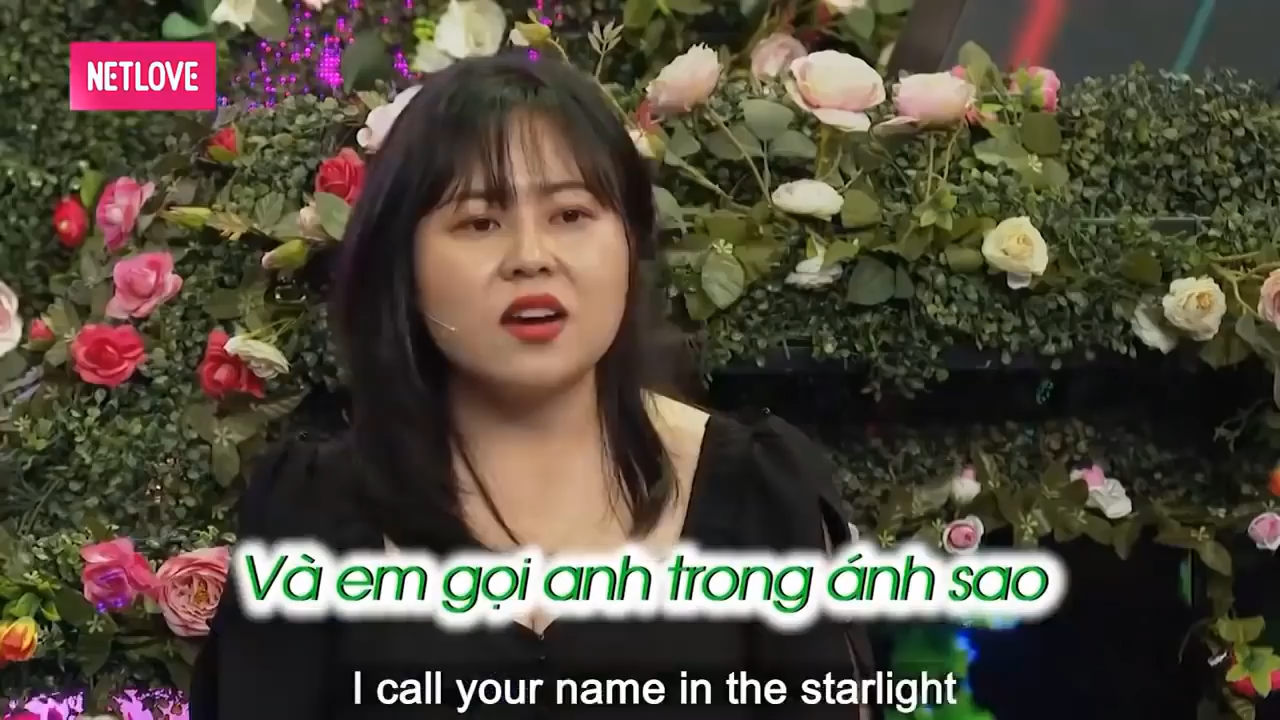 NETLOVE
Và em gọi anh trong ánh sao
I call your name in the starlight